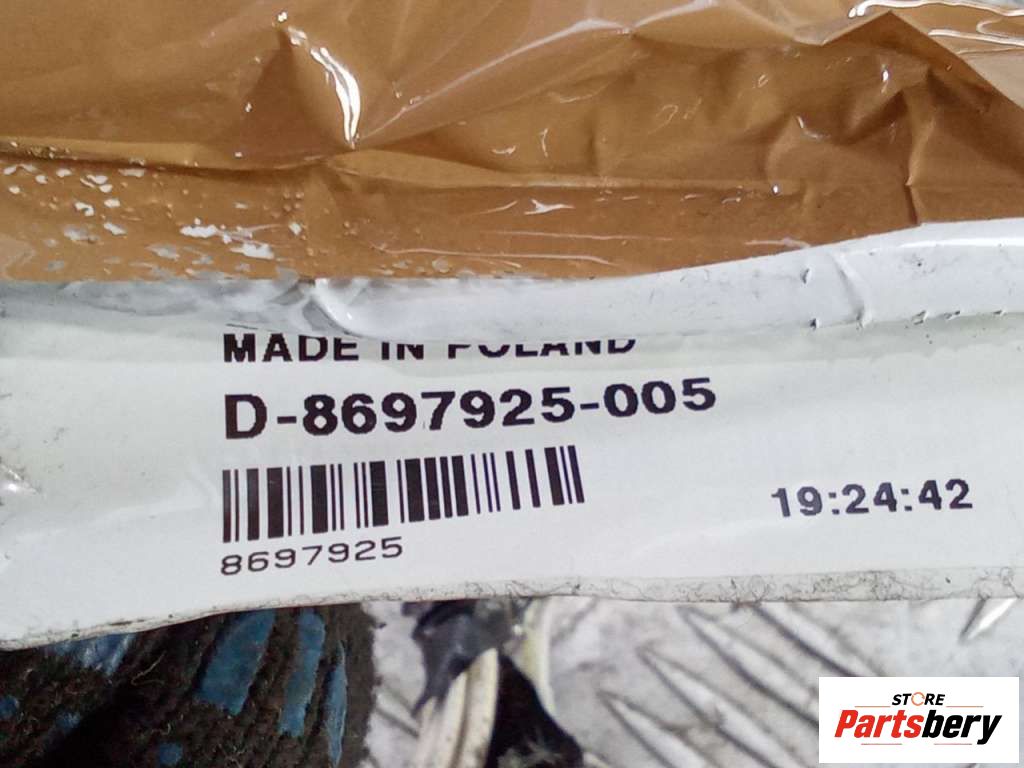 MADE IN POLAND
D-8697925-005
19:24:42
8697925
STORE
Partsbery